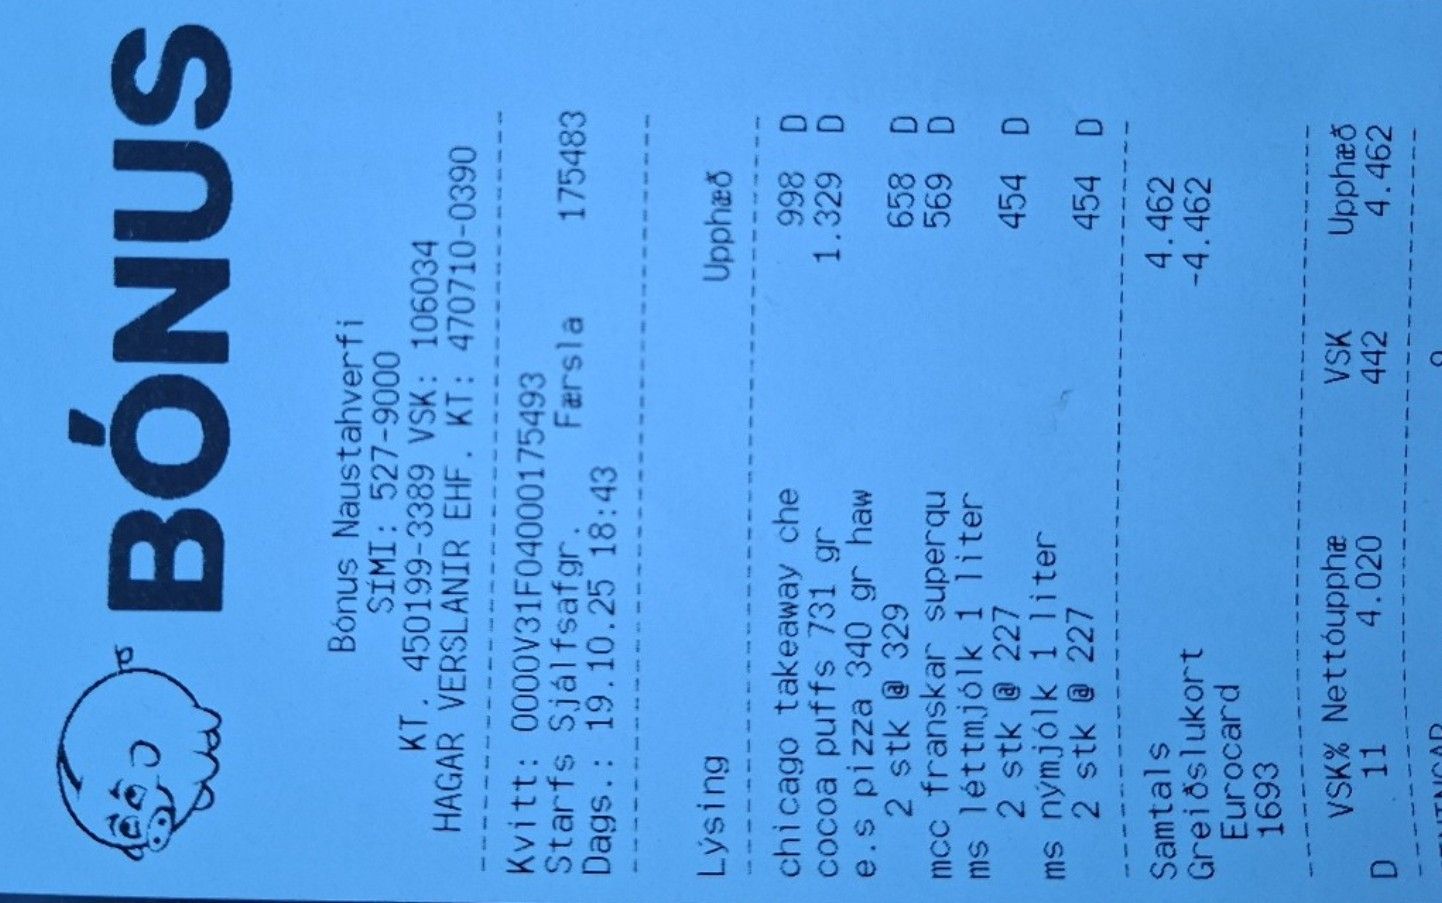 BÓNUS
Bónus Naustahverfi
SÍMI: 527-9000
KT. 450199-3389 VSK: 106034
HAGAR VERSLANIR EHF. KT: 470710-0390
Kvitt: 0000V31F04000175493
Starfs Sjálfsafgr. Færsla 175483
Dags.: 19.10.25 18:43
Lýsing Upphæð
chicago takeaway che 998 D
cocoa puffs 731 gr 1.329 D
e.s pizza 340 gr haw
2 stk @ 329 658 D
mcc franskar superqu 569 D
ms léttmjólk 1 liter
2 stk @ 227 454 D
ms nýmjólk 1 liter
2 stk @ 227 454 D
Samtals 4.462
Greiðslukort -4.462
Eurocard
1693
VSK% Nettóupphæ VSK Upphæð
D 11 4.020 442 4.462